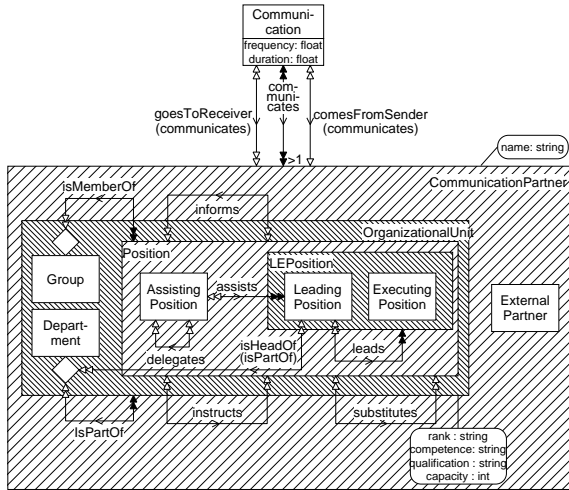 Communi-
cation
frequency: float
duration: float
com-
muni-
cates
goesToReceiver
(communicates)
comesFromSender
(communicates)
>1
name: string
CommunicationPartner
isMemberOf
informs
OrganizationalUnit
Position
LEPosition
Group
Assisting
Position
assists
Leading
Position
Executing
Position
External
Partner
Depart-
ment
delegates
isHeadOf
(isPartOf)
leads
IsPartOf
instructs
substitutes
rank : string
competence: string
qualification : string
capacity : int